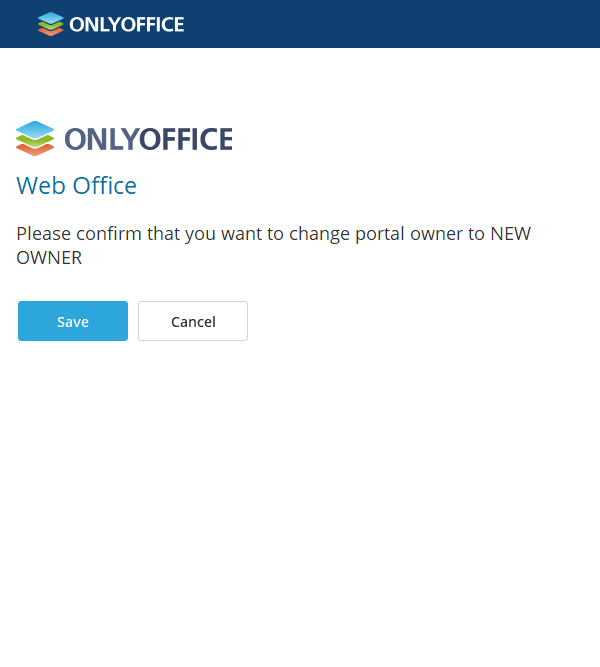 ONLYOFFICE
ONLYOFFICE
Web Office
Please confirm that you want to change portal owner to NEW
OWNER
Save
Cancel